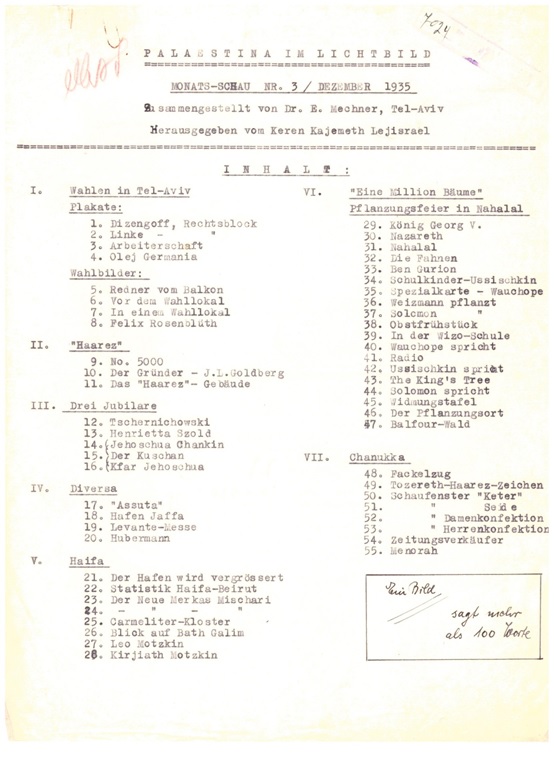 7024
PALAESTINA IM LICHTBILD
MONATS-SCHAU NR. 3 / DEZEMBER 1935
Zusammengestellt von Dr. E. Mechner, Tel-Aviv
Herausgegeben vom Keren Kajemeth Lejisrael
INHALT:
I. Wahlen in Tel-Aviv
Plakate:
1. Dizengoff, Rechtsblock
2. Linke - "
3. Arbeiterschaft
4. Olej Germania
Wahlbilder:
5. Redner vom Balkon
6. Vor dem Wahllokal
7. In einem Wahllokal
8. Felix Rosenblüth
II. "Haarez"
9. No. 5000
10. Der Gründer - J.L.Goldberg
11. Das "Haarez"- Gebäude
III. Drei Jubilare
12. Tschernichowski
13. Henrietta Szold
14. Jehoschua Chankin
15. Der Kuschan
16. Kfar Jehoschua
IV. Diversa
17. "Assuta"
18. Hafen Jaffa
19. Levante-Messe
20. Hubermann
V. Haifa
21. Der Hafen wird vergrössert
22. Statistik Haifa-Beirut
23. Der Neue Merkas Mischari
24. - " - "
25. Carmeliter-Kloster
26. Blick auf Bath Galim
27. Leo Motzkin
28. Kirjiath Motzkin
VI. "Eine Million Bäume"
Pflanzungsfeier in Nahalal
29. König Georg V.
30. Nazareth
31. Nahalal
32. Die Fahnen
33. Ben Gurion
34. Schulkinder-Ussischkin
35. Spezialkarte - Wauchope
36. Weizmann pflanzt
37. Solomon "
38. Obstfrühstück
39. In der Wizo-Schule
40. Wauchope spricht
41. Radio
42. Ussischkin spricht
43. The King's Tree
44. Solomon spricht
45. Widmungstafel
46. Der Pflanzungsort
47. Balfour-Wald
VII. Chanukka
48. Fackelzug
49. Tozereth-Haarez-Zeichen
50. Schaufenster "Keter"
51. " Seide
52. " Damenkonfektion
53. " Herrenkonfektion
54. Zeitungsverkäufer
55. Menorah
Ein Bild
sagt mehr
als 100 Worte